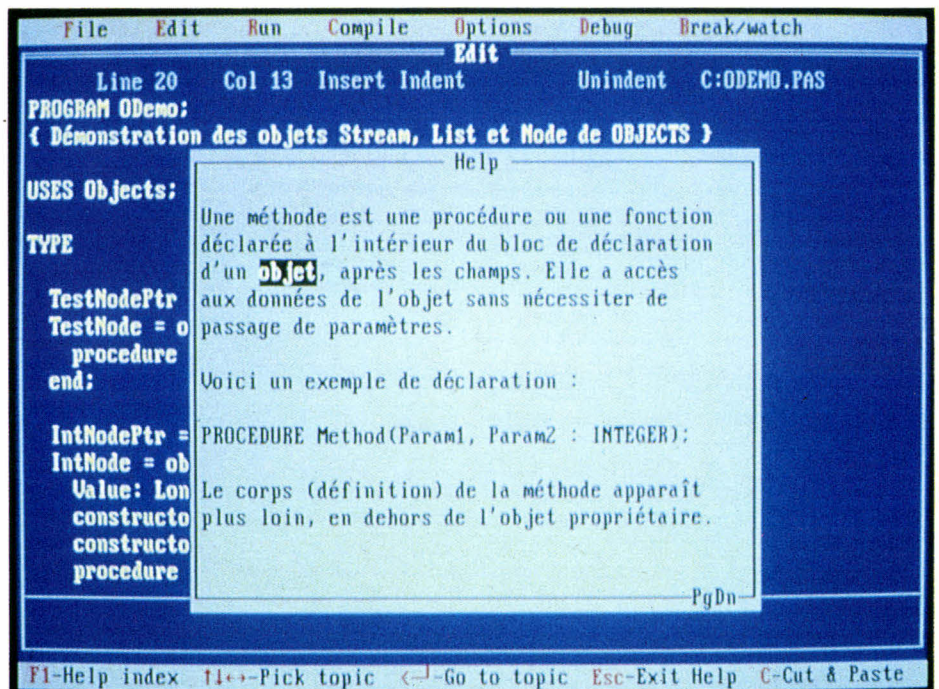 File Edit Run Compile Options Debug Break/watch
Edit
Line 20 Col 13 Insert Indent Unindent C:ODEMO.PAS
PROGRAM ODemo;
{ Démonstration des objets Stream, List et Node de OBJECTS }
Help
USES Objects;
Une méthode est une procédure ou une fonction
TYPE déclarée à l'intérieur du bloc de déclaration
d'un objet, après les champs. Elle a accès
TestNodePtr aux données de l'objet sans nécessiter de
TestNode = o passage de paramètres.
procedure
end; Voici un exemple de déclaration :
IntNodePtr = PROCEDURE Method(Param1, Param2 : INTEGER);
IntNode = ob
Value: Lon Le corps (définition) de la méthode apparaît
constructo plus loin, en dehors de l'objet propriétaire.
constructo
procedure
PgDn
F1-Help index ↑↓↔-Pick topic <┘-Go to topic Esc-Exit Help C-Cut & Paste